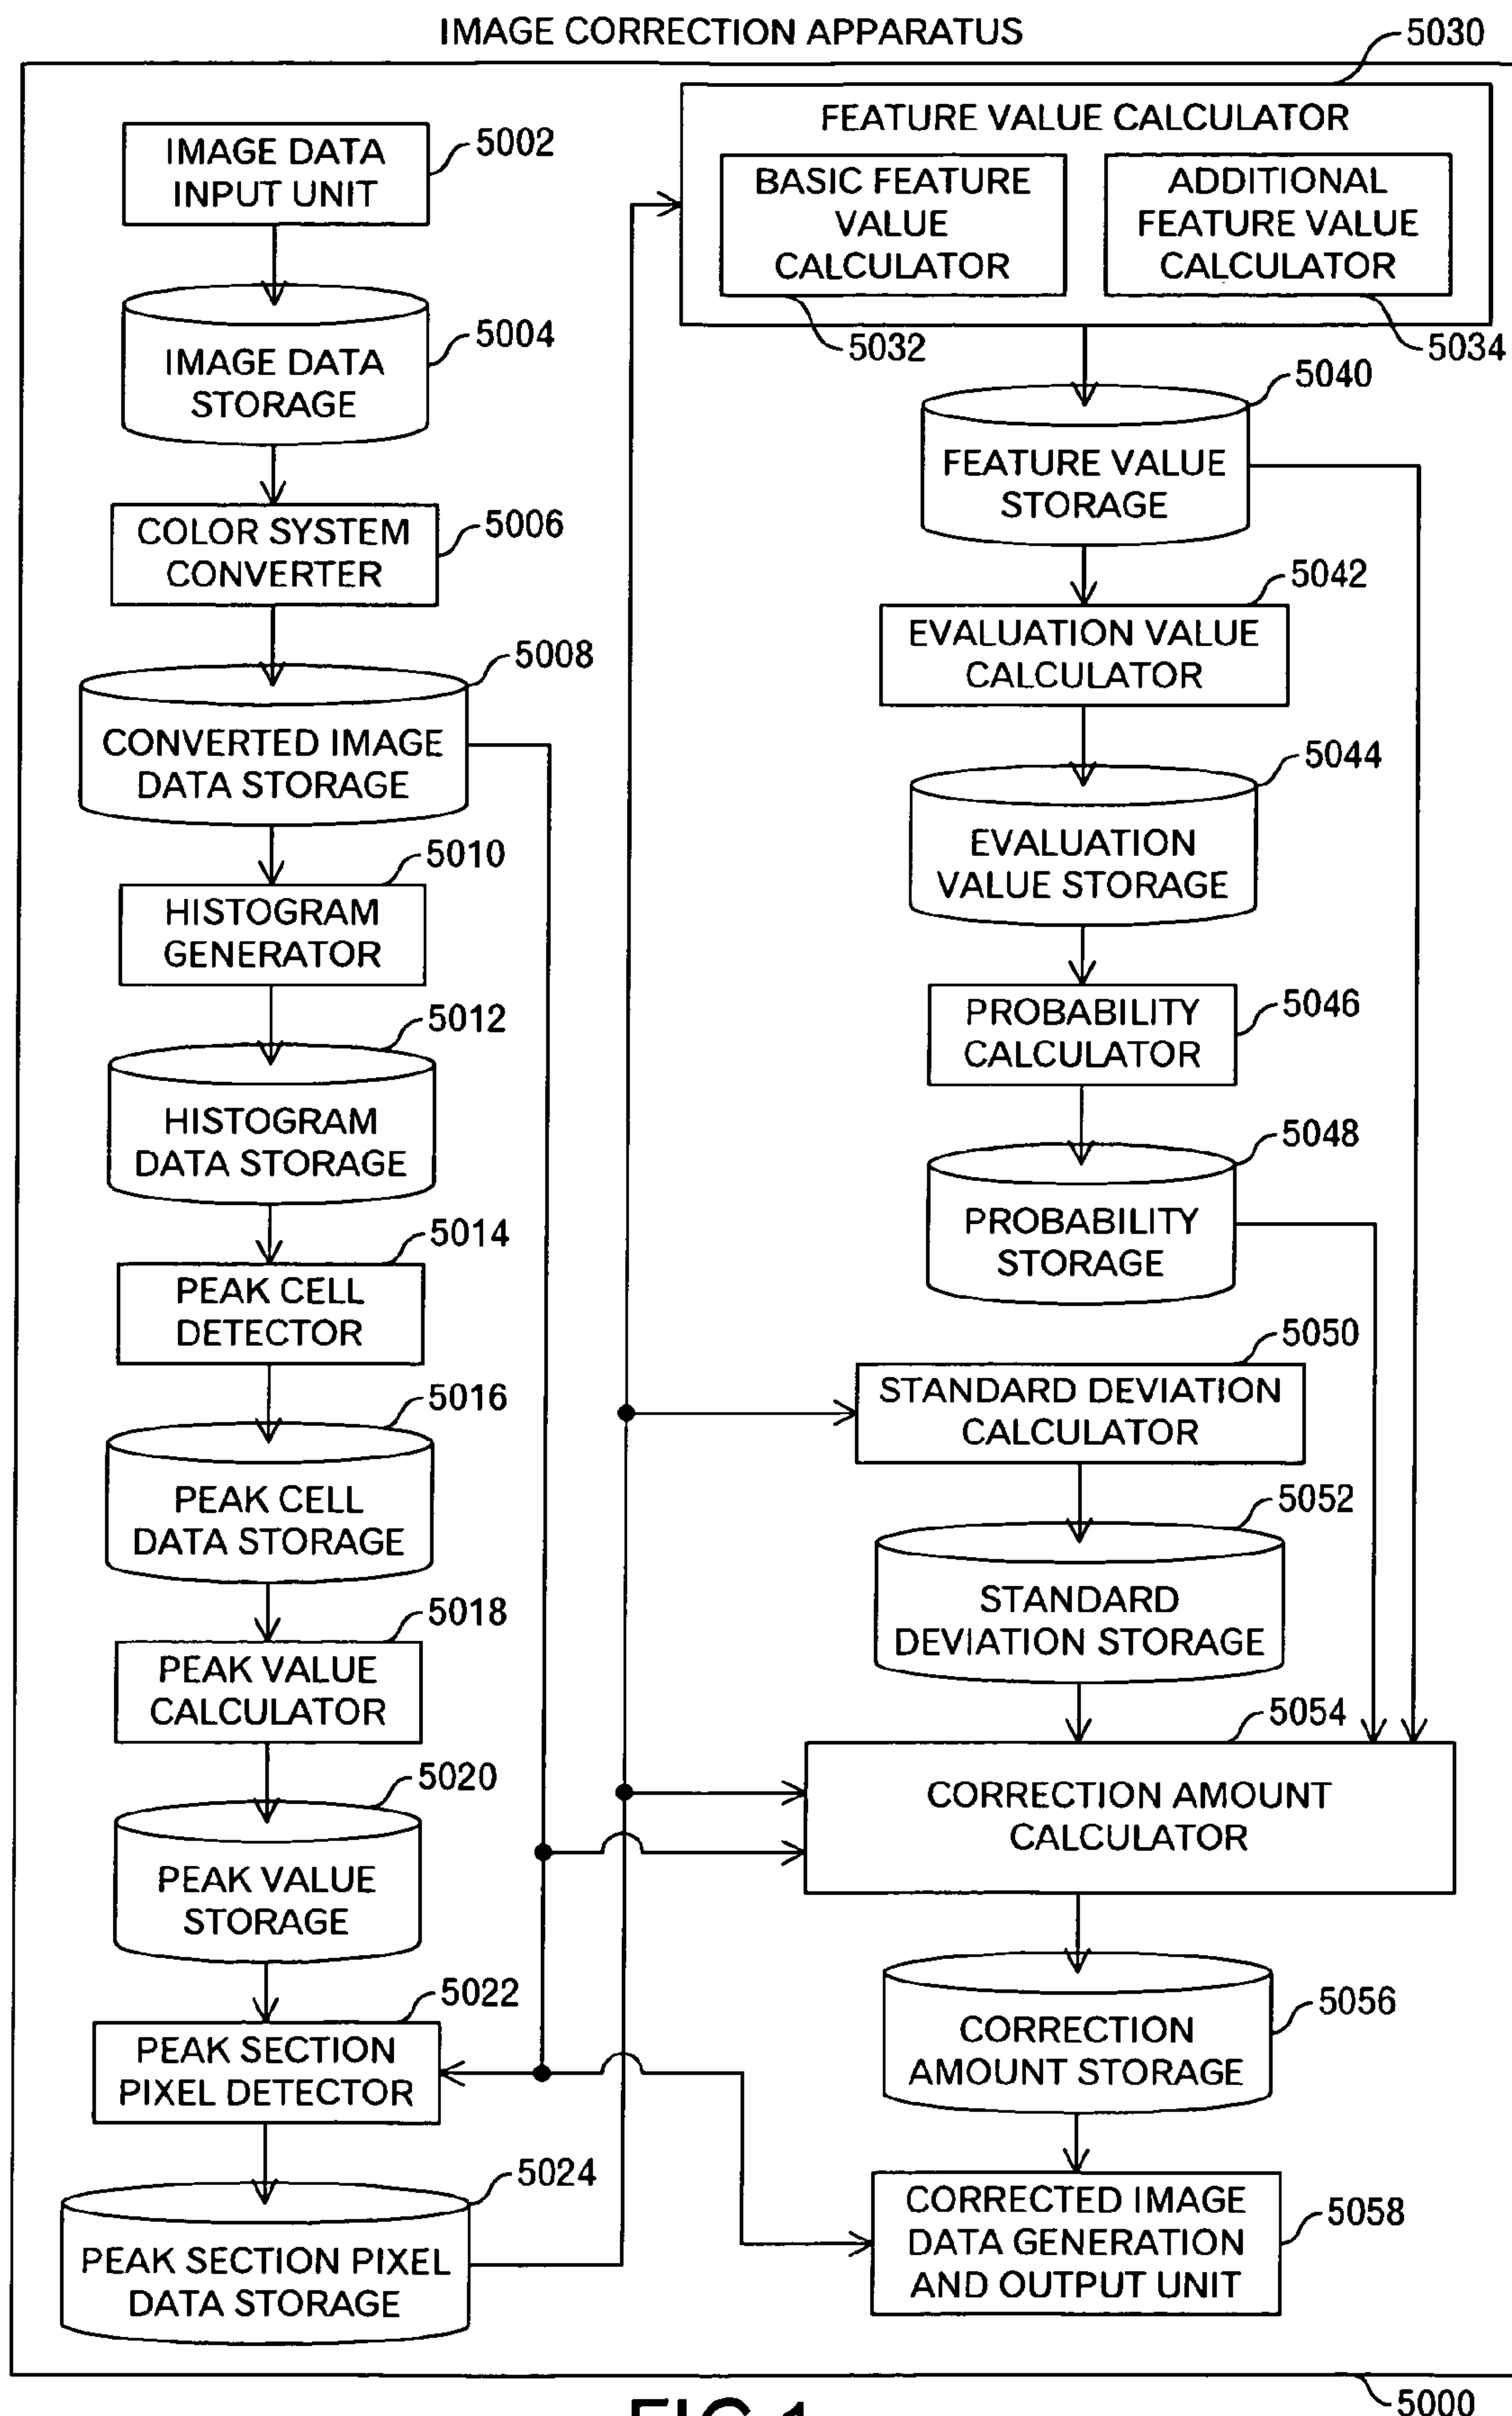 IMAGE CORRECTION APPARATUS
5030
FEATURE VALUE CALCULATOR
BASIC FEATURE
VALUE
CALCULATOR
5032
ADDITIONAL
FEATURE VALUE
CALCULATOR
5034
IMAGE DATA
INPUT UNIT
5002
IMAGE DATA
STORAGE
5004
COLOR SYSTEM
CONVERTER
5006
CONVERTED IMAGE
DATA STORAGE
5008
HISTOGRAM
GENERATOR
5010
HISTOGRAM
DATA STORAGE
5012
PEAK CELL
DETECTOR
5014
PEAK CELL
DATA STORAGE
5016
PEAK VALUE
CALCULATOR
5018
PEAK VALUE
STORAGE
5020
PEAK SECTION
PIXEL DETECTOR
5022
PEAK SECTION PIXEL
DATA STORAGE
5024
FEATURE VALUE
STORAGE
5040
EVALUATION VALUE
CALCULATOR
5042
EVALUATION
VALUE STORAGE
5044
PROBABILITY
CALCULATOR
5046
PROBABILITY
STORAGE
5048
STANDARD DEVIATION
CALCULATOR
5050
STANDARD
DEVIATION STORAGE
5052
CORRECTION AMOUNT
CALCULATOR
5054
CORRECTION
AMOUNT STORAGE
5056
CORRECTED IMAGE
DATA GENERATION
AND OUTPUT UNIT
5058
5000
FIG.1